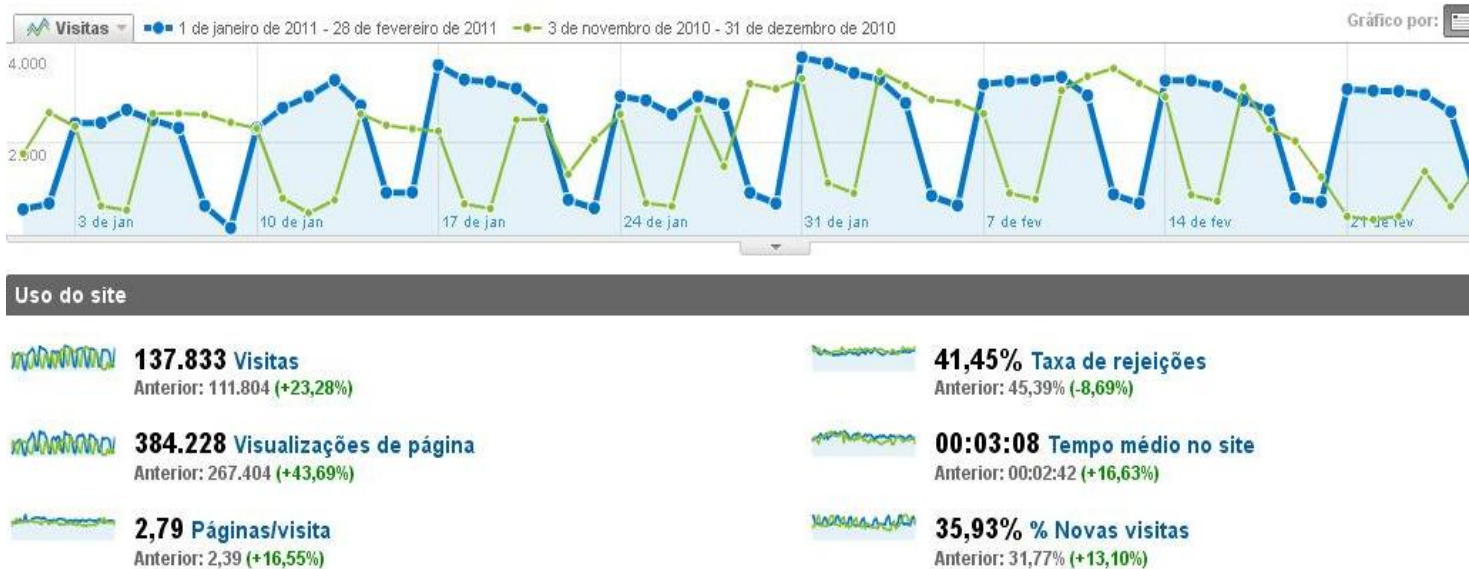 Visitas 1 de janeiro de 2011 - 28 de fevereiro de 2011 3 de novembro de 2010 - 31 de dezembro de 2010 Gráfico por:
4.000
2.000
3 de jan 10 de jan 17 de jan 24 de jan 31 de jan 7 de fev 14 de fev 21 de fev
Uso do site
137.833 Visitas
Anterior: 111.804 (+23,28%)
41,45% Taxa de rejeições
Anterior: 45,39% (-8,69%)
384.228 Visualizações de página
Anterior: 267.404 (+43,69%)
00:03:08 Tempo médio no site
Anterior: 00:02:42 (+16,63%)
2,79 Páginas/visita
Anterior: 2,39 (+16,55%)
35,93% % Novas visitas
Anterior: 31,77% (+13,10%)